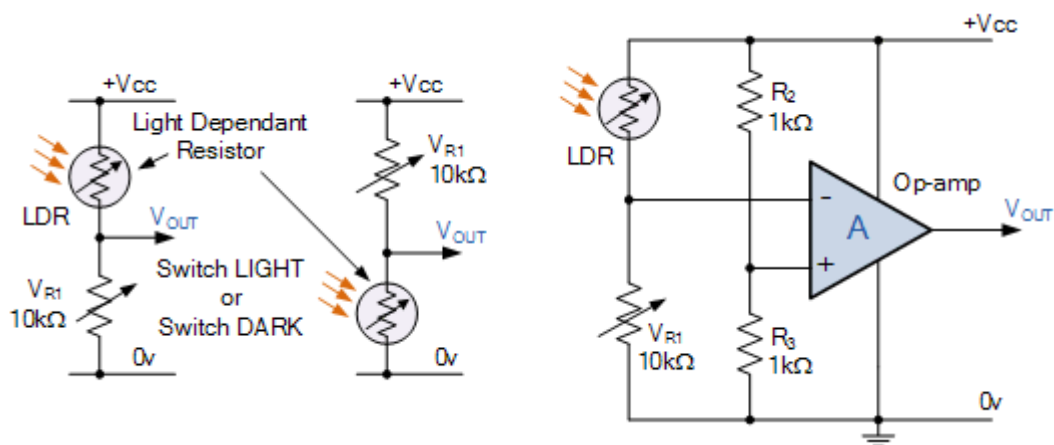 +Vcc
Light Dependant
Resistor
LDR
VOUT
VR1
10kΩ
0v
Switch LIGHT
or
Switch DARK
+Vcc
VR1
10kΩ
VOUT
0v
+Vcc
LDR
R2
1kΩ
Op-amp
-
A
+
VOUT
VR1
10kΩ
R3
1kΩ
0v